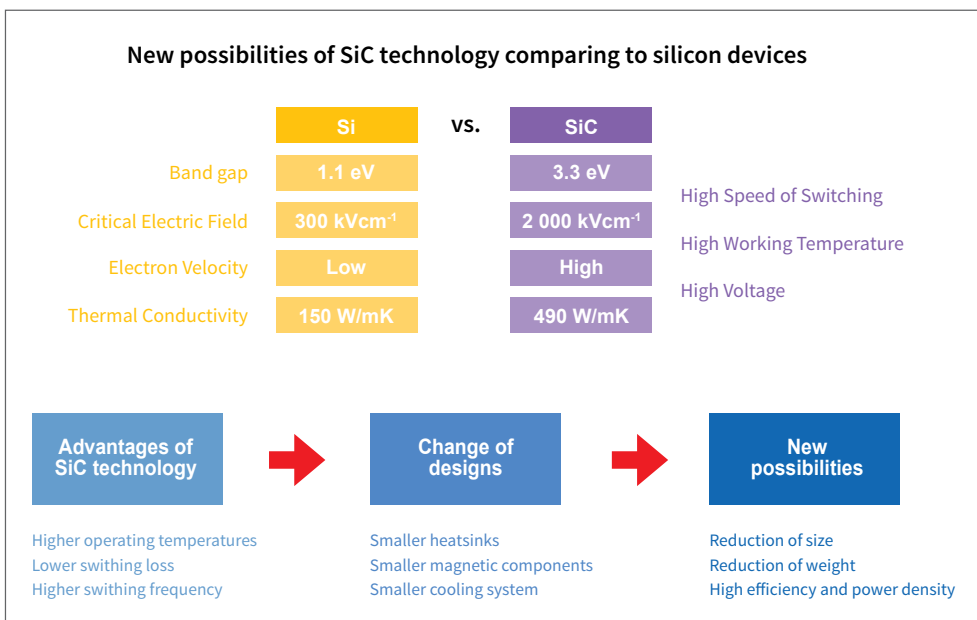 New possibilities of SiC technology comparing to silicon devices
Si vs. SiC
Band gap 1.1 eV 3.3 eV
High Speed of Switching
Critical Electric Field 300 kVcm⁻¹ 2 000 kVcm⁻¹
High Working Temperature
Electron Velocity Low High
High Voltage
Thermal Conductivity 150 W/mK 490 W/mK
Advantages of
SiC technology
Change of
designs
New
possibilities
Higher operating temperatures
Lower swithing loss
Higher swithing frequency
Smaller heatsinks
Smaller magnetic components
Smaller cooling system
Reduction of size
Reduction of weight
High efficiency and power density